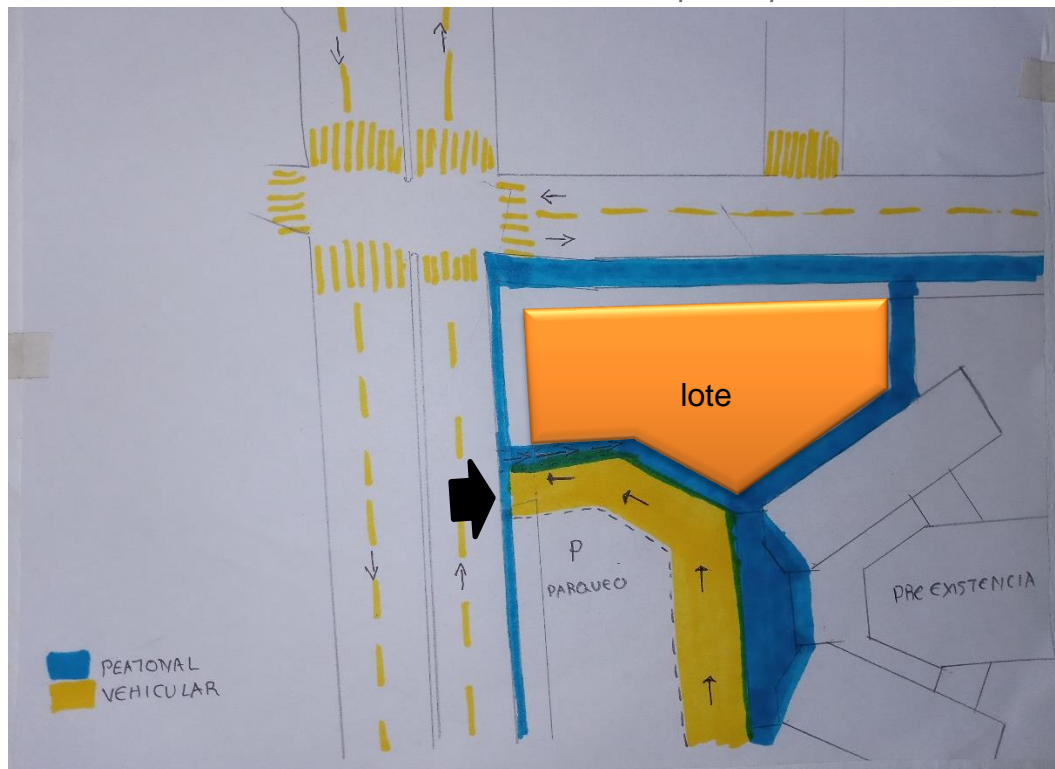 lote
P
PARQUEO
PREEXISTENCIA
PEATONAL
VEHICULAR